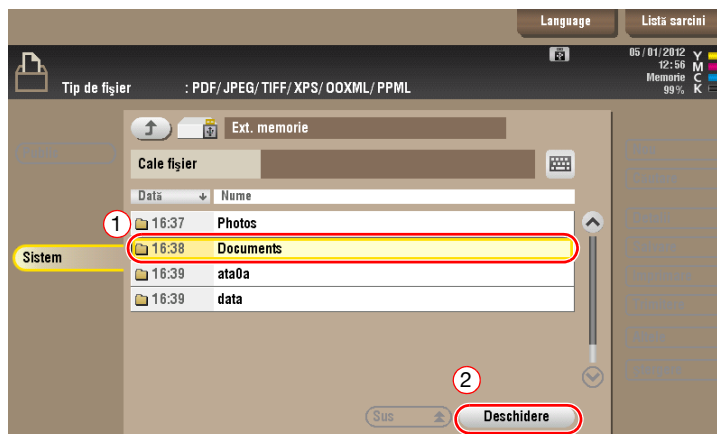 Language
Listă sarcini
Tip de fişier : PDF/JPEG/TIFF/XPS/OOXML/PPML
05/01/2012
12:56
Memorie
99%
Y
M
C
K
Ext. memorie
Cale fişier
Dată Nume
1
16:37 Photos
16:38 Documents
16:39 ata0a
16:39 data
Sistem
2
Sus
Deschidere